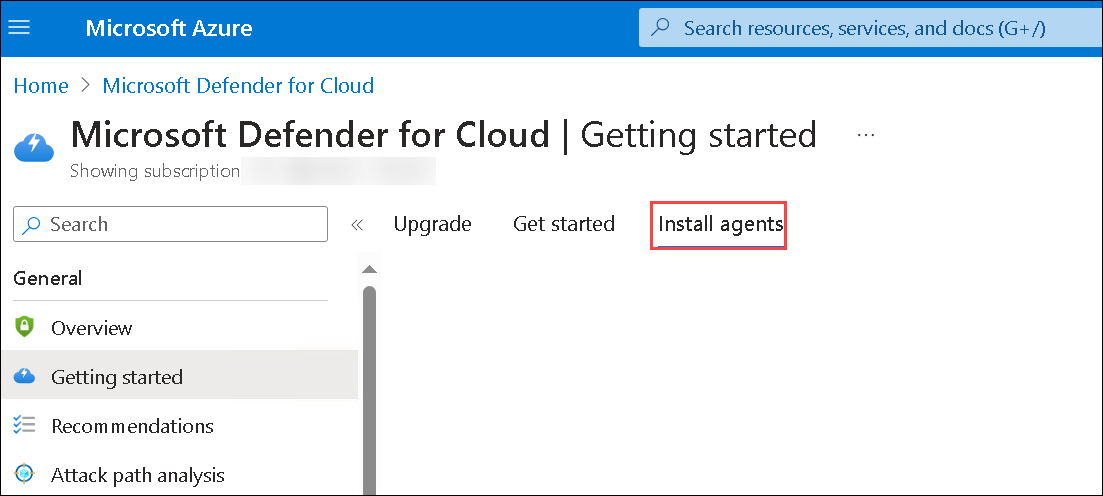 Microsoft Azure
Search resources, services, and docs (G+/)
Home > Microsoft Defender for Cloud
Microsoft Defender for Cloud | Getting started ...
Showing subscription
Search
« Upgrade Get started Install agents
General
Overview
Getting started
Recommendations
Attack path analysis